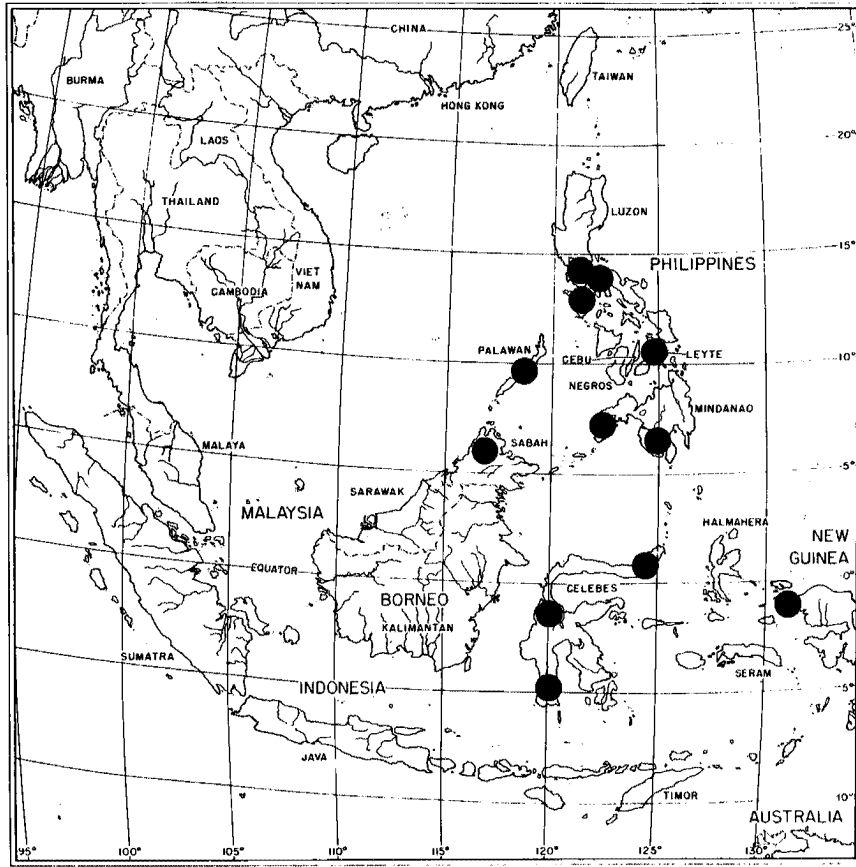 CHINA
25°
BURMA
TAIWAN
HONG KONG
LAOS
20°
THAILAND
LUZON
15°
VIET
NAM
PHILIPPINES
CAMBODIA
PALAWAN
CEBU
LEYTE
10°
NEGROS
MINDANAO
MALAYA
SABAH
5°
SARAWAK
MALAYSIA
HALMAHERA
NEW
GUINEA
EQUATOR
0°
CELEBES
BORNEO
KALIMANTAN
SUMATRA
SERAM
INDONESIA
5°
JAVA
TIMOR
10°
AUSTRALIA
95°
100°
105°
110°
115°
120°
125°
130°